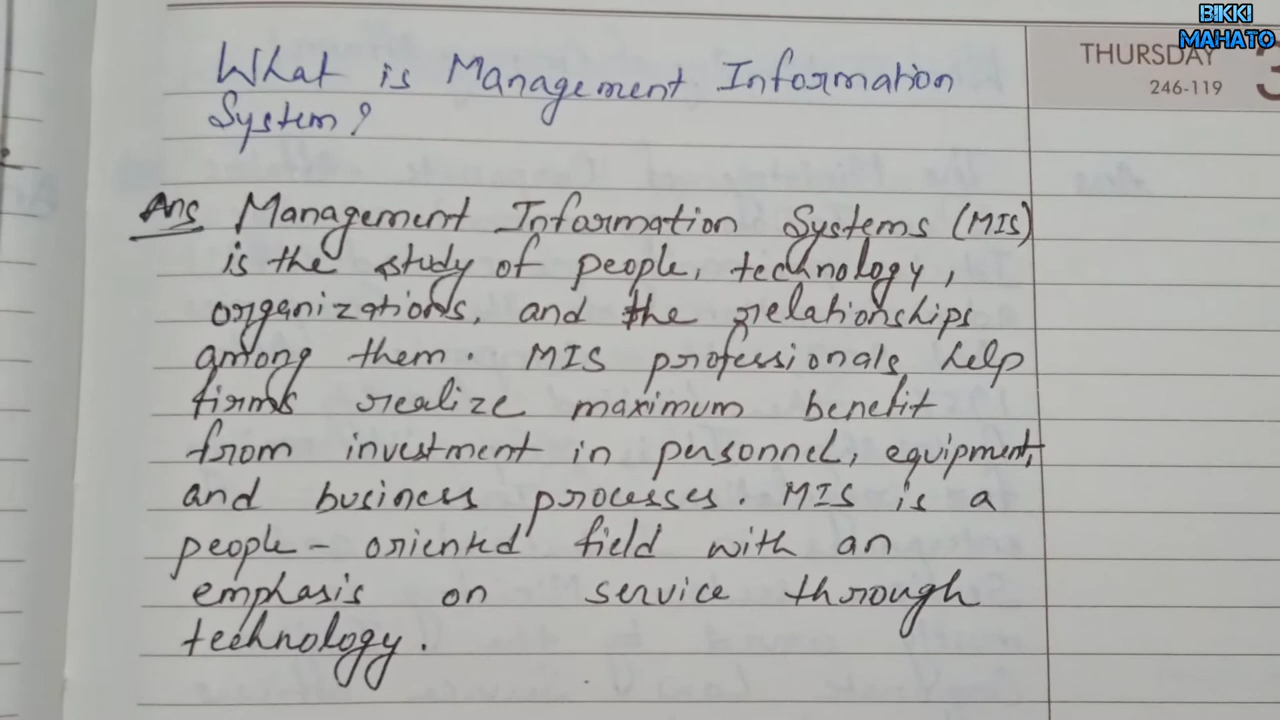 BIKKI
MAHATO
THURSDAY
246-119
3
What is Management Information
System?
Ans Management Information Systems (MIS)
is the study of people, technology,
organizations, and the relationships
among them. MIS professionals help
firms realize maximum benefit
from investment in personnel, equipment,
and business processes. MIS is a
people-oriented field with an
emphasis on service through
technology.